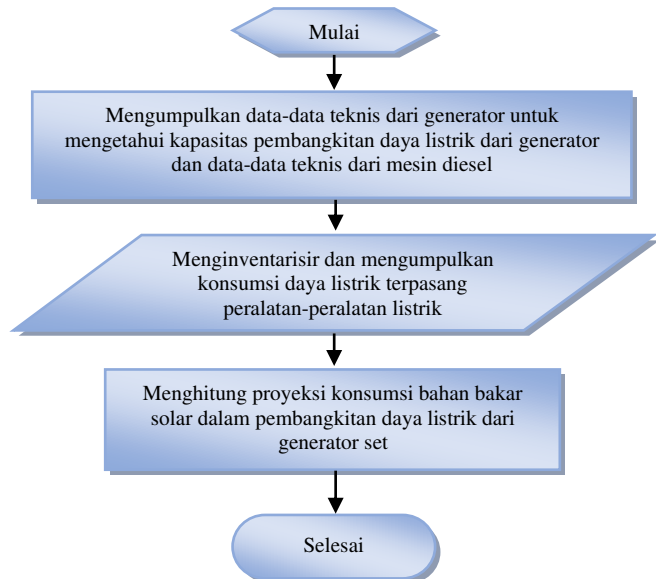 Mulai
Mengumpulkan data-data teknis dari generator untuk
mengetahui kapasitas pembangkitan daya listrik dari generator
dan data-data teknis dari mesin diesel
Menginventarisir dan mengumpulkan
konsumsi daya listrik terpasang
peralatan-peralatan listrik
Menghitung proyeksi konsumsi bahan bakar
solar dalam pembangkitan daya listrik dari
generator set
Selesai